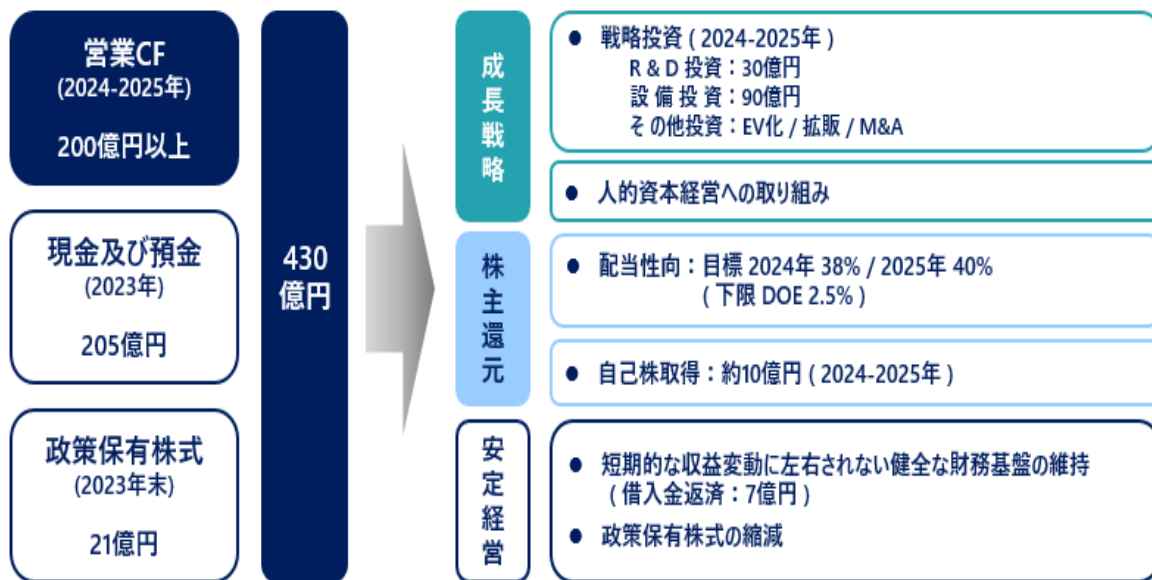 営業CF
(2024-2025年)
200億円以上
現金及び預金
(2023年)
205億円
政策保有株式
(2023年末)
21億円
430
億円
成長戦略
● 戦略投資 ( 2024-2025年 )
R & D 投資：30億円
設 備 投 資：90億円
そ の他投資：EV化 / 拡販 / M&A
● 人的資本経営への取り組み
株主還元
● 配当性向：目標 2024年 38% / 2025年 40%
( 下限 DOE 2.5% )
● 自己株取得：約10億円 ( 2024-2025年 )
安定経営
● 短期的な収益変動に左右されない健全な財務基盤の維持
( 借入金返済：7億円 )
● 政策保有株式の縮減